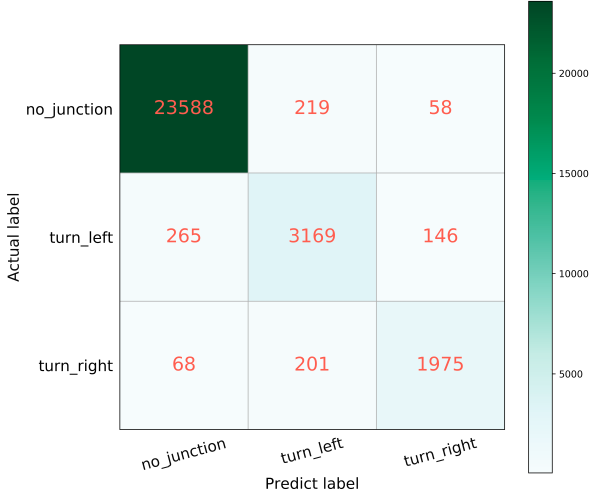 no_junction 23588 219 58
turn_left 265 3169 146
turn_right 68 201 1975
no_junction turn_left turn_right
Predict label
Actual label
20000
15000
10000
5000